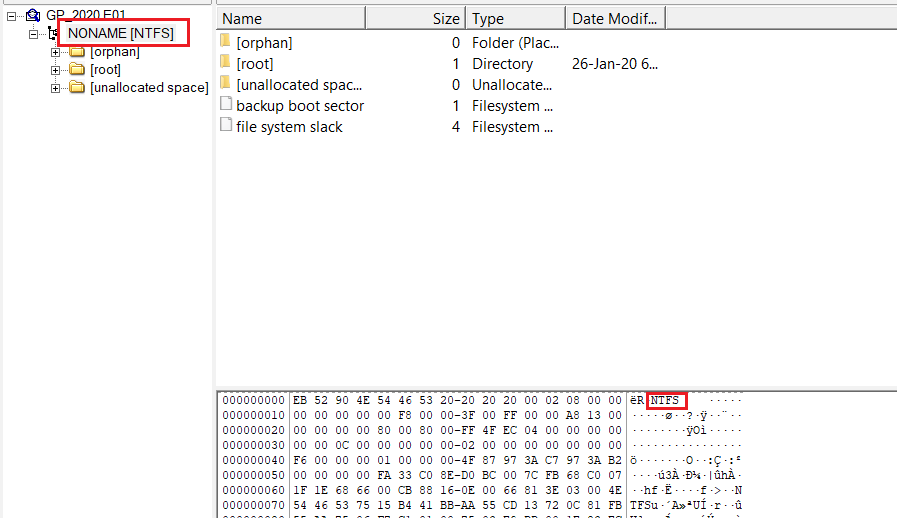 GP_2020.E01
NONAME [NTFS]
[orphan]
[root]
[unallocated space]
Name Size Type Date Modif...
[orphan] 0 Folder (Plac...
[root] 1 Directory 26-Jan-20 6...
[unallocated spac... 0 Unallocate...
backup boot sector 1 Filesystem ...
file system slack 4 Filesystem ...
000000000 EB 52 90 4E 54 46 53 20-20 20 20 00 02 08 00 00 ëR NTFS ·····
000000010 00 00 00 00 00 F8 00 00-3F 00 FF 00 00 A8 13 00 ·····ø··?·ÿ··¨··
000000020 00 00 00 00 80 00 80 00-FF 4F EC 04 00 00 00 00 ········ÿOì·····
000000030 00 00 0C 00 00 00 00 00-02 00 00 00 00 00 00 00 ················
000000040 F6 00 00 00 01 00 00 00-4F 87 97 3A C7 97 3A B2 ö·······O··:Ç·:²
000000050 00 00 00 00 FA 33 C0 8E-D0 BC 00 7C FB 68 C0 07 ····ú3À·Ð¼·|ûhÀ·
000000060 1F 1E 68 66 00 CB 88 16-0E 00 66 81 3E 03 00 4E ··hf·Ë····f·>··N
000000070 54 46 53 75 15 B4 41 BB-AA 55 CD 13 72 0C 81 FB TFSu·´A»ªUÍ·r··û